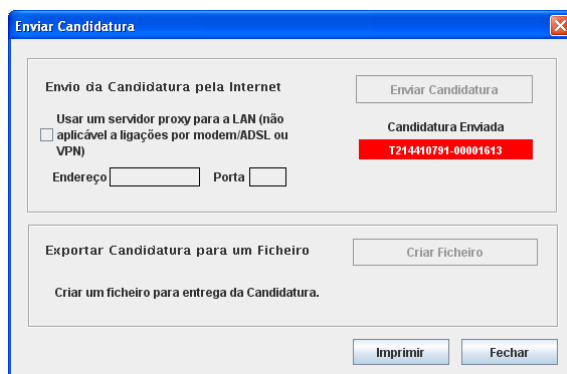 Enviar Candidatura
Envio da Candidatura pela Internet
Enviar Candidatura
Usar um servidor proxy para a LAN (não
aplicável a ligações por modem/ADSL ou
VPN)
Candidatura Enviada
T214410791-00001613
Endereço
Porta
Exportar Candidatura para um Ficheiro
Criar Ficheiro
Criar um ficheiro para entrega da Candidatura.
Imprimir
Fechar